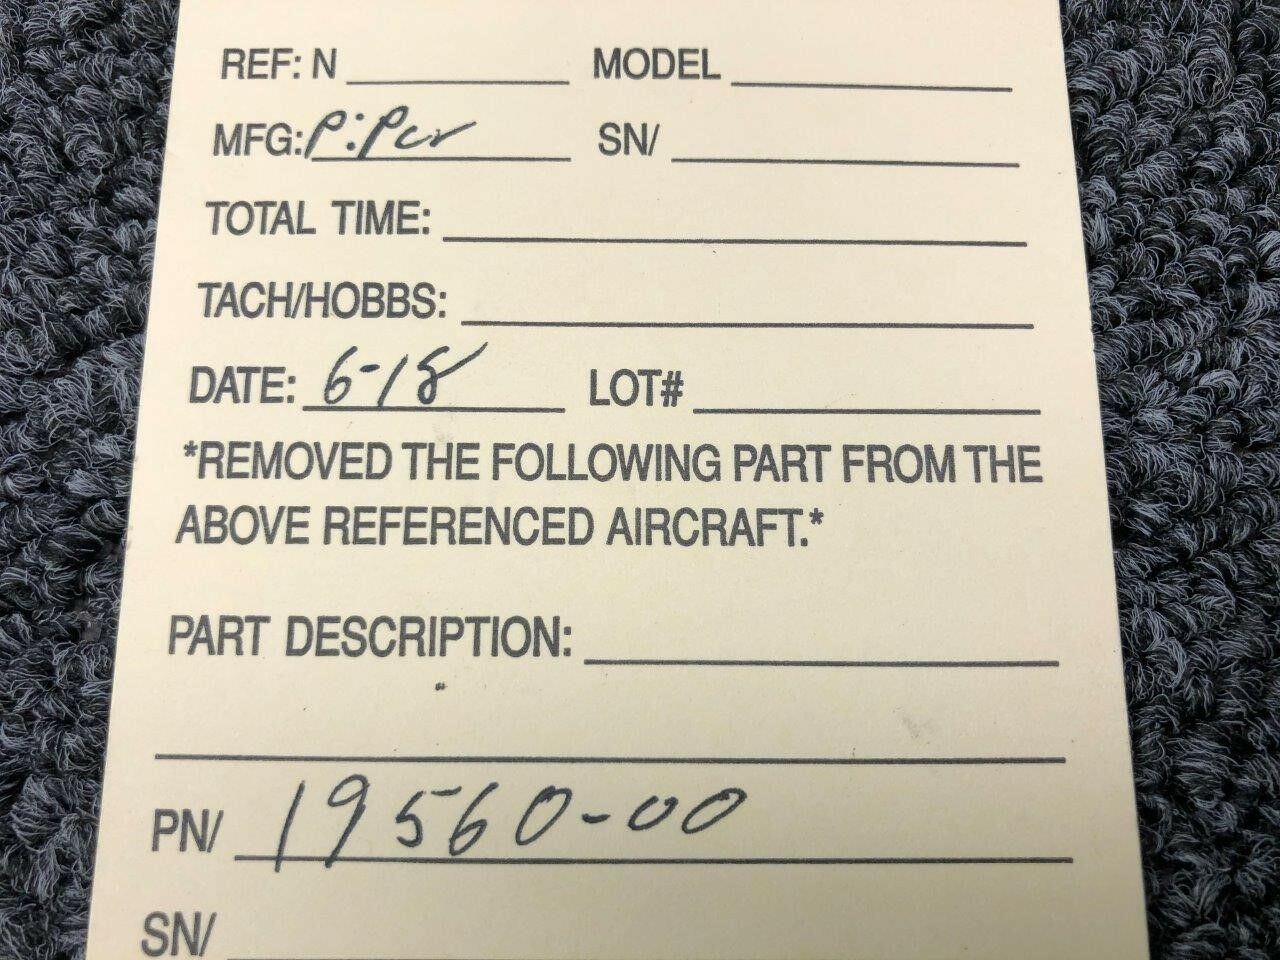 REF: N MODEL
MFG: Piper SN/
TOTAL TIME:
TACH/HOBBS:
DATE: 6-18 LOT#
*REMOVED THE FOLLOWING PART FROM THE
ABOVE REFERENCED AIRCRAFT.*
PART DESCRIPTION:
PN/ 19560-00
SN/